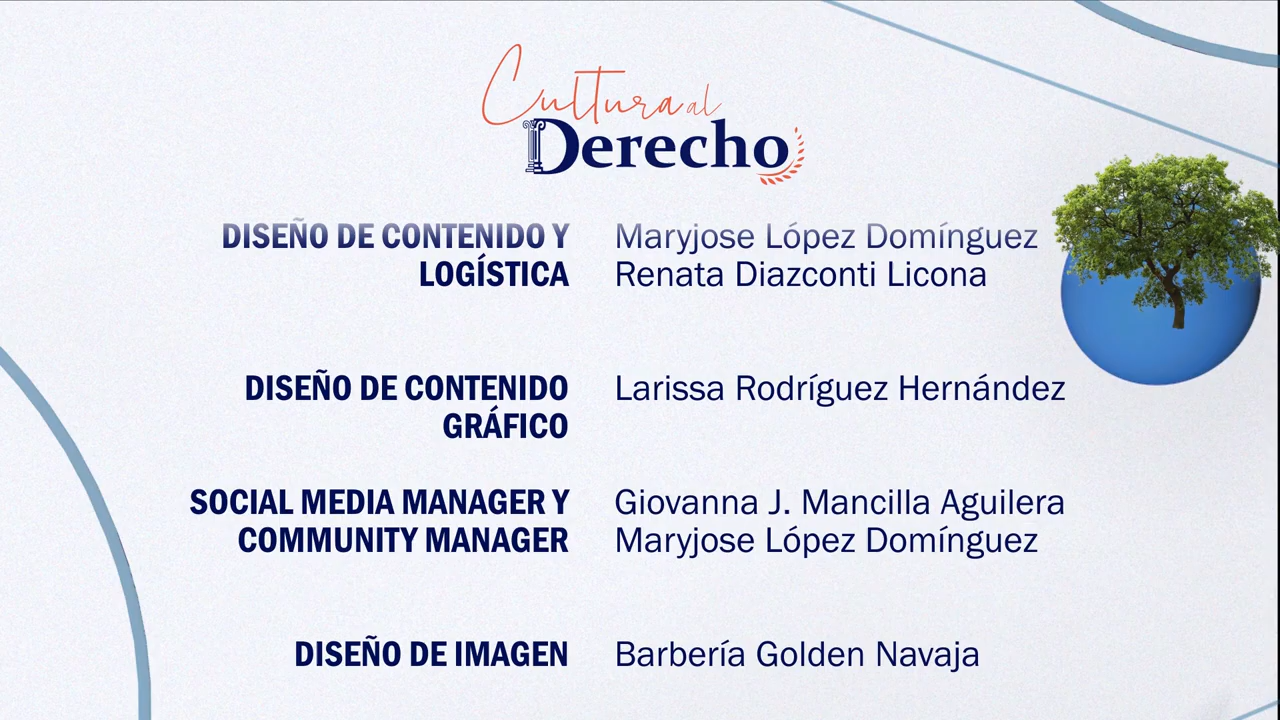 Cultura al
Derecho
DISEÑO DE CONTENIDO Y Maryjose López Domínguez
LOGÍSTICA Renata Diazconti Licona
DISEÑO DE CONTENIDO Larissa Rodríguez Hernández
GRÁFICO
SOCIAL MEDIA MANAGER Y Giovanna J. Mancilla Aguilera
COMMUNITY MANAGER Maryjose López Domínguez
DISEÑO DE IMAGEN Barbería Golden Navaja